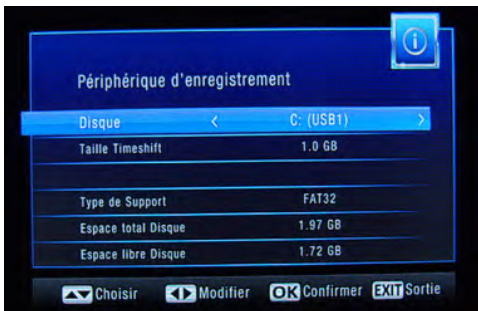 Périphérique d'enregistrement
Disque < C: (USB1) >
Taille Timeshift 1.0 GB
Type de Support FAT32
Espace total Disque 1.97 GB
Espace libre Disque 1.72 GB
Choisir Modifier OK Confirmer EXIT Sortie